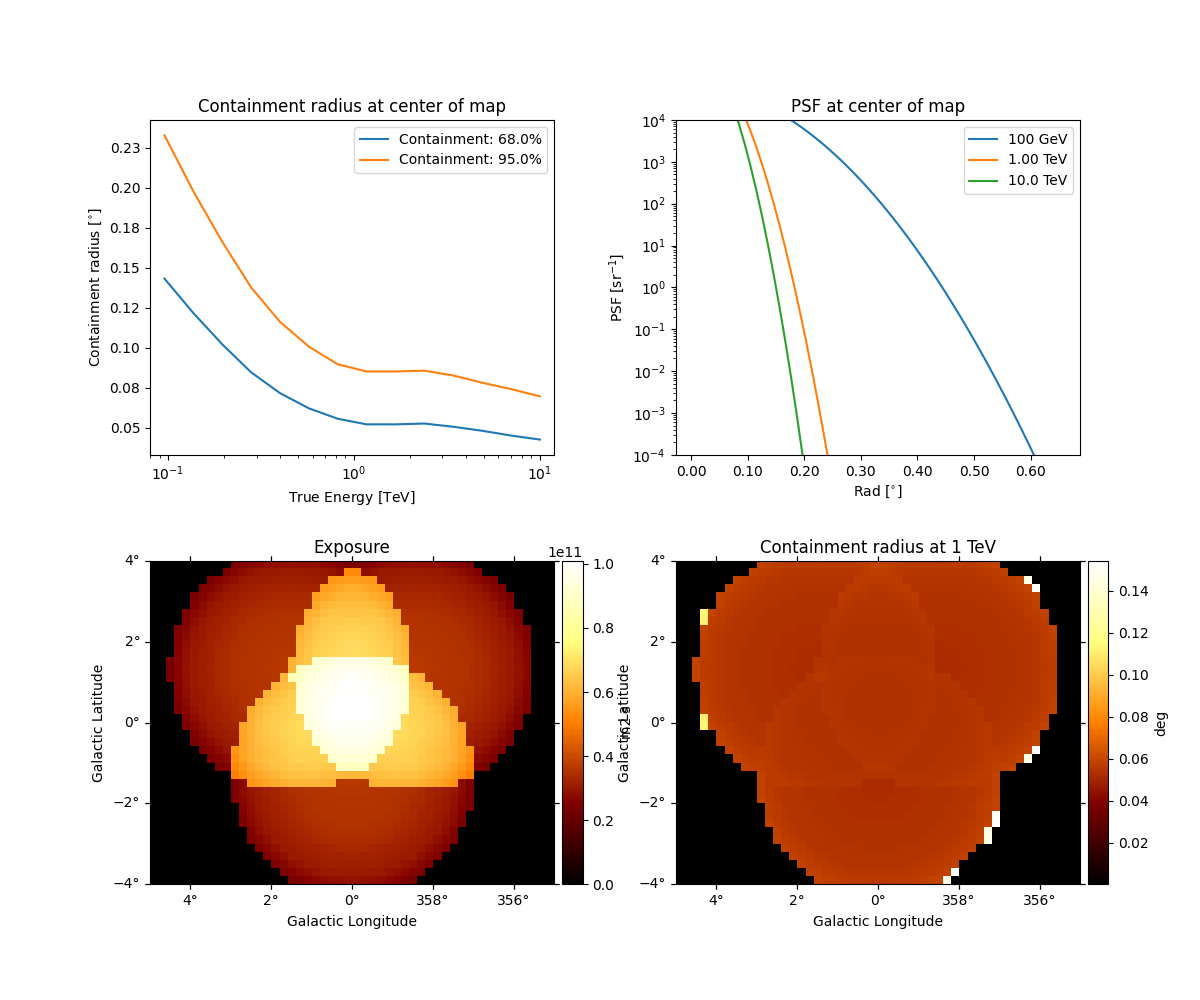 Containment radius at center of map
Containment: 68.0%
Containment: 95.0%
0.23
0.20
0.18
0.15
0.12
0.10
0.08
0.05
Containment radius [°]
10⁻¹ 10⁰ 10¹
True Energy [TeV]
PSF at center of map
100 GeV
1.00 TeV
10.0 TeV
10⁴
10³
10²
10¹
10⁰
10⁻¹
10⁻²
10⁻³
10⁻⁴
PSF [sr⁻¹]
0.00 0.10 0.20 0.30 0.40 0.50 0.60
Rad [°]
Exposure
1e11
4°
2°
0°
−2°
−4°
Galactic Latitude
4° 2° 0° 358° 356°
Galactic Longitude
1.0
0.8
0.6
0.4
0.2
0.0
Containment radius at 1 TeV
Galactic Latitude
4° 2° 0° 358° 356°
Galactic Longitude
0.14
0.12
0.10
0.08
0.06
0.04
0.02
deg